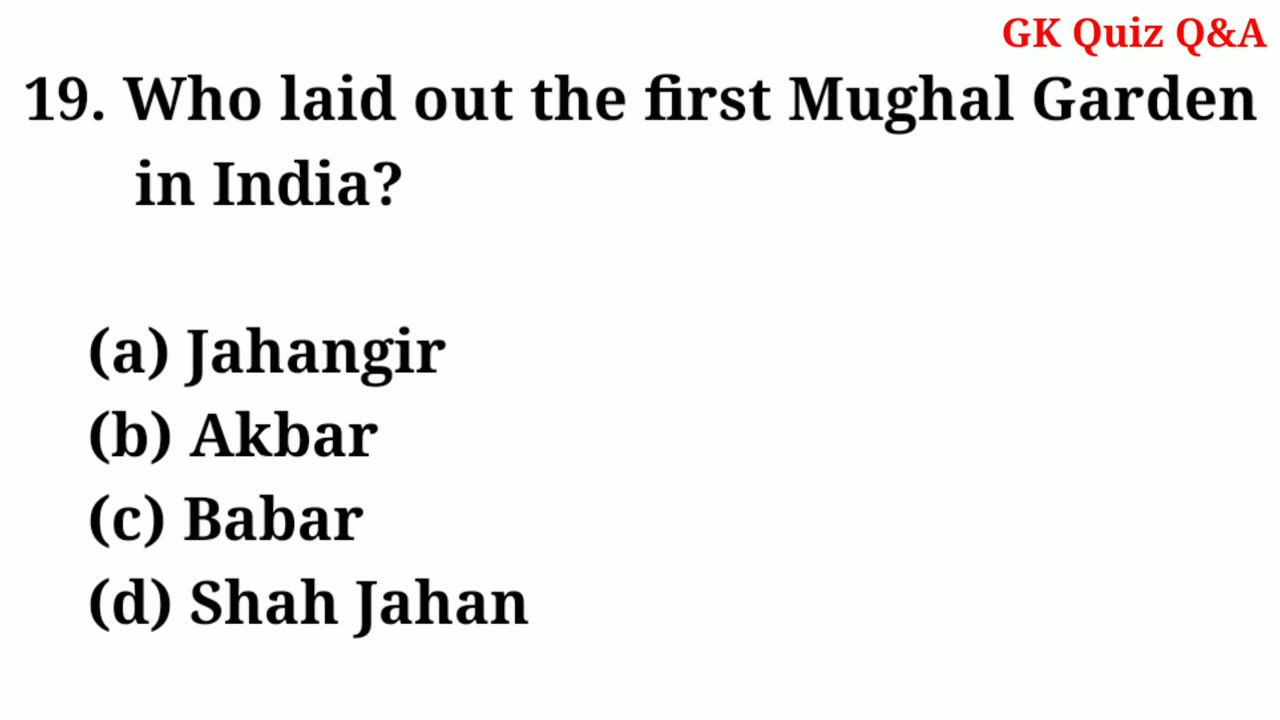 GK Quiz Q&A
19. Who laid out the first Mughal Garden
in India?
(a) Jahangir
(b) Akbar
(c) Babar
(d) Shah Jahan